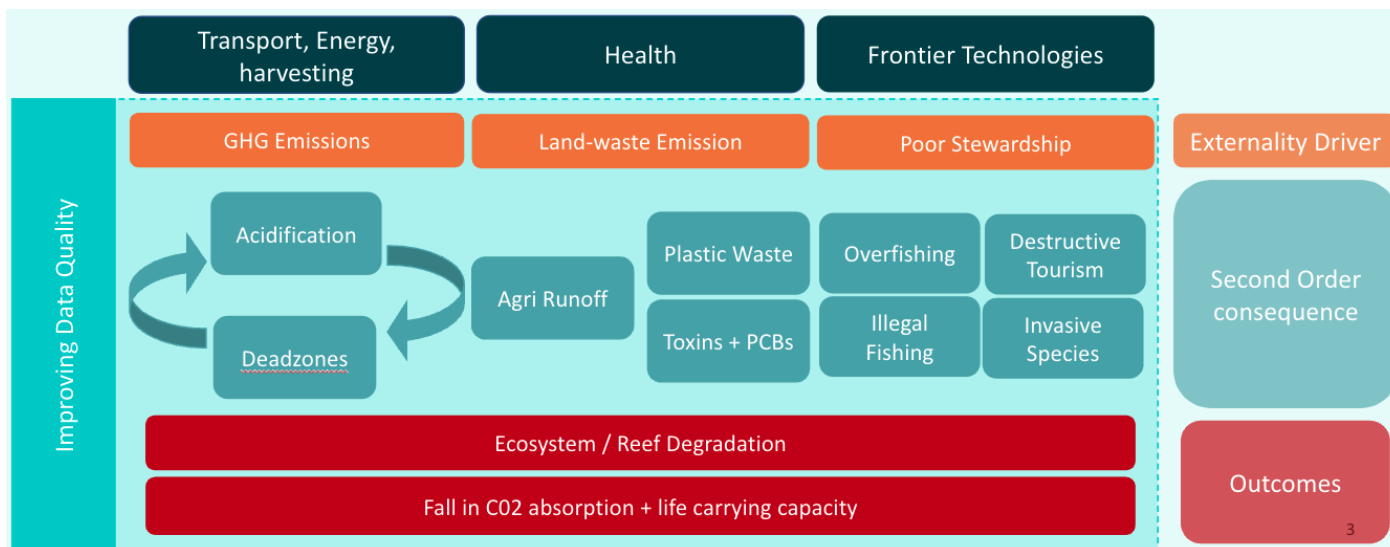 Transport, Energy,
harvesting
Health
Frontier Technologies
GHG Emissions
Land-waste Emission
Poor Stewardship
Externality Driver
Improving Data Quality
Acidification
Deadzones
Agri Runoff
Plastic Waste
Toxins + PCBs
Overfishing
Destructive
Tourism
Illegal
Fishing
Invasive
Species
Second Order
consequence
Ecosystem / Reef Degradation
Fall in C02 absorption + life carrying capacity
Outcomes
3